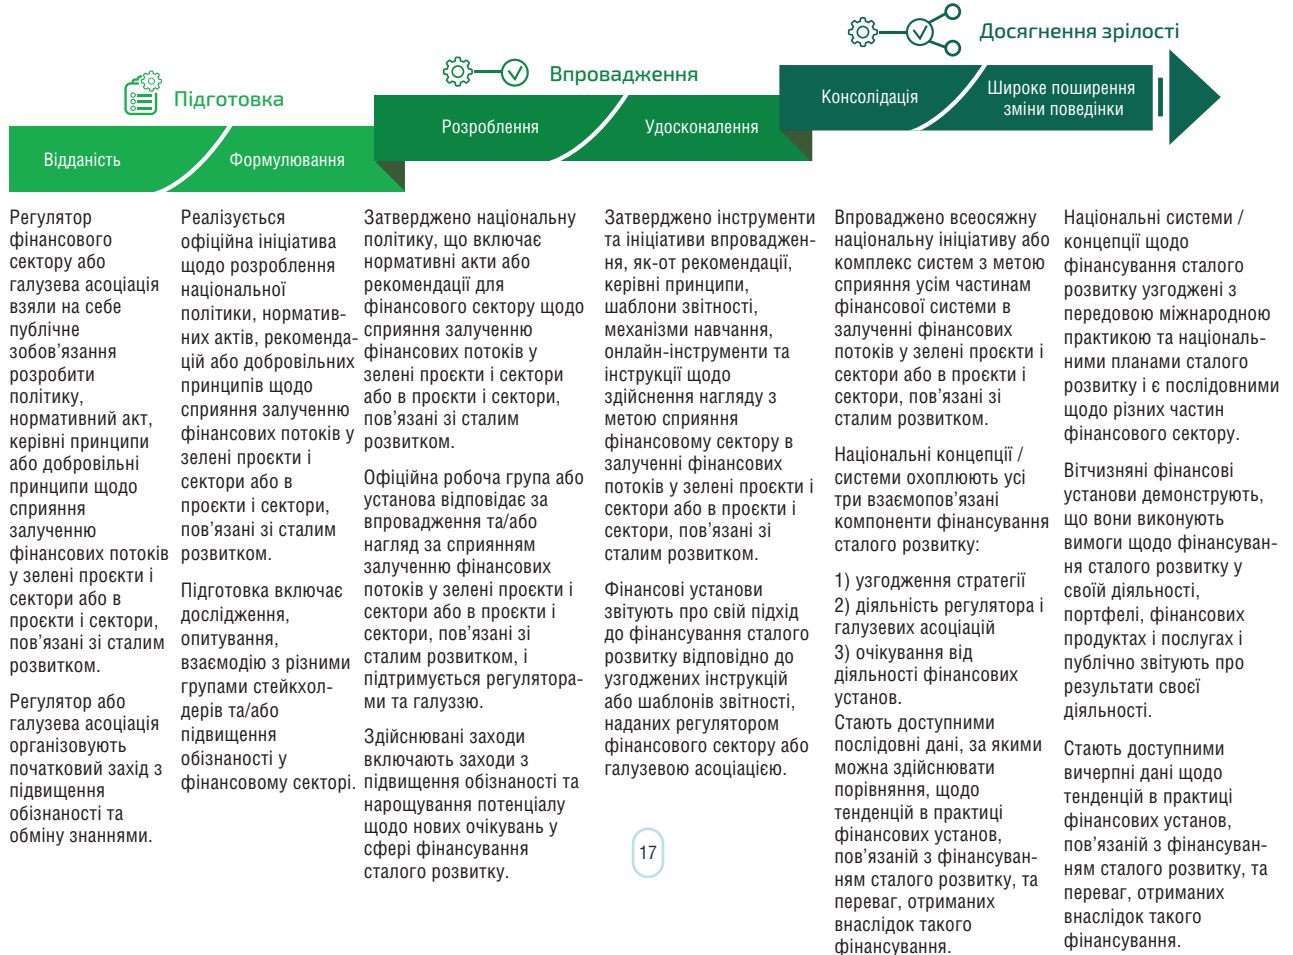 Підготовка
Впровадження
Досягнення зрілості
Відданість
Формулювання
Розроблення
Удосконалення
Консолідація
Широке поширення
зміни поведінки
Регулятор
фінансового
сектору або
галузева асоціація
взяли на себе
публічне
зобов’язання
розробити
політику,
нормативний акт,
керівні принципи
або добровільні
принципи щодо
сприяння
залученню
фінансових потоків
у зелені проєкти і
сектори або в
проєкти і сектори,
пов’язані зі сталим
розвитком.
Регулятор або
галузева асоціація
організовують
початковий захід з
підвищення
обізнаності та
обміну знаннями.
Реалізується
офіційна ініціатива
щодо розроблення
національної
політики, норматив-
них актів, рекоменда-
цій або добровільних
принципів щодо
сприяння залученню
фінансових потоків у
зелені проєкти і
сектори або в
проєкти і сектори,
пов’язані зі сталим
розвитком.
Підготовка включає
дослідження,
опитування,
взаємодію з різними
групами стейкхол-
дерів та/або
підвищення
обізнаності у
фінансовому секторі.
Затверджено національну
політику, що включає
нормативні акти або
рекомендації для
фінансового сектору щодо
сприяння залученню
фінансових потоків у
зелені проєкти і сектори
або в проєкти і сектори,
пов’язані зі сталим
розвитком.
Офіційна робоча група або
установа відповідає за
впровадження та/або
нагляд за сприянням
залученню фінансових
потоків у зелені проєкти і
сектори або в проєкти і
сектори, пов’язані зі
сталим розвитком, і
підтримується регулятора-
ми та галуззю.
Здійснювані заходи
включають заходи з
підвищення обізнаності та
нарощування потенціалу
щодо нових очікувань у
сфері фінансування
сталого розвитку.
Затверджено інструменти
та ініціативи впроваджен-
ня, як-от рекомендації,
керівні принципи,
шаблони звітності,
механізми навчання,
онлайн-інструменти та
інструкції щодо
здійснення нагляду з
метою сприяння
фінансовому сектору в
залученні фінансових
потоків у зелені проєкти і
сектори або в проєкти і
сектори, пов’язані зі
сталим розвитком.
Фінансові установи
звітують про свій підхід
до фінансування сталого
розвитку відповідно до
узгоджених інструкцій
або шаблонів звітності,
наданих регулятором
фінансового сектору або
галузевою асоціацією.
Впроваджено всеосяжну
національну ініціативу або
комплекс систем з метою
сприяння усім частинам
фінансової системи в
залученні фінансових
потоків у зелені проєкти і
сектори або в проєкти і
сектори, пов’язані зі
сталим розвитком.
Національні концепції /
системи охоплюють усі
три взаємопов’язані
компоненти фінансування
сталого розвитку:
1) узгодження стратегії
2) діяльність регулятора і
галузевих асоціацій
3) очікування від
діяльності фінансових
установ.
Стають доступними
послідовні дані, за якими
можна здійснювати
порівняння, щодо
тенденцій в практиці
фінансових установ,
пов’язаній з фінансуван-
ням сталого розвитку, та
переваг, отриманих
внаслідок такого
фінансування.
Національні системи /
концепції щодо
фінансування сталого
розвитку узгоджені з
передовою міжнародною
практикою та національ-
ними планами сталого
розвитку і є послідовними
щодо різних частин
фінансового сектору.
Вітчизняні фінансові
установи демонструють,
що вони виконують
вимоги щодо фінансуван-
ня сталого розвитку у
своїй діяльності,
портфелі, фінансових
продуктах і послугах і
публічно звітують про
результати своєї
діяльності.
Стають доступними
вичерпні дані щодо
тенденцій в практиці
фінансових установ,
пов’язаній з фінансуван-
ням сталого розвитку, та
переваг, отриманих
внаслідок такого
фінансування.
17